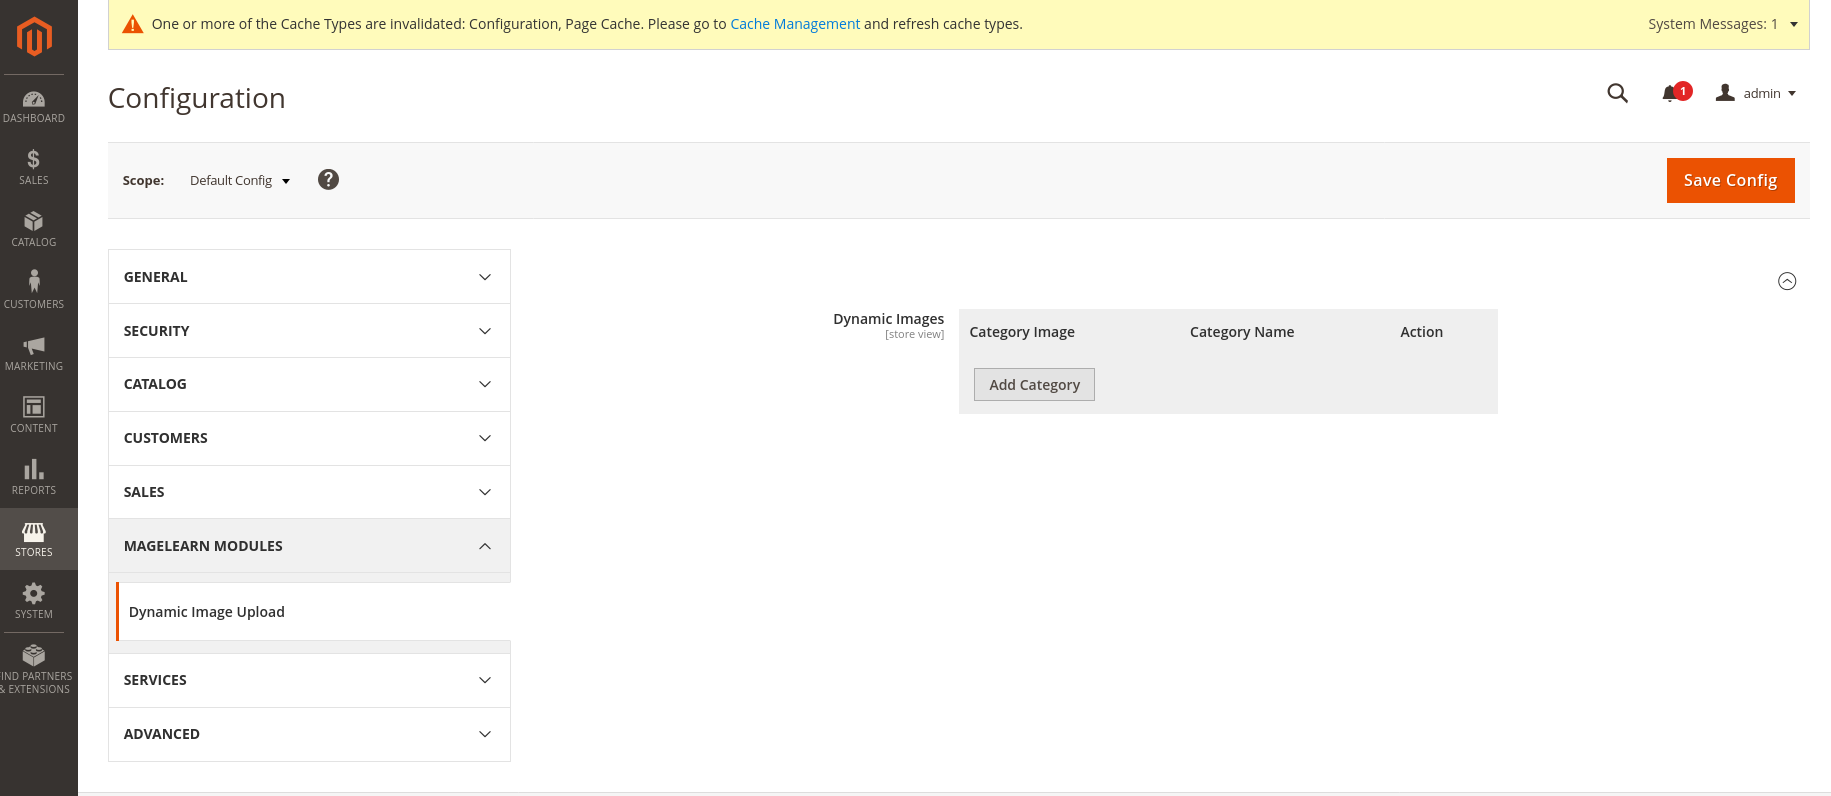 One or more of the Cache Types are invalidated: Configuration, Page Cache. Please go to Cache Management and refresh cache types.
System Messages: 1
Configuration
1
admin
Scope:
Default Config
?
Save Config
DASHBOARD
$
SALES
CATALOG
CUSTOMERS
MARKETING
CONTENT
REPORTS
STORES
SYSTEM
IND PARTNERS
& EXTENSIONS
GENERAL
SECURITY
CATALOG
CUSTOMERS
SALES
MAGELEARN MODULES
Dynamic Image Upload
SERVICES
ADVANCED
Dynamic Images
[store view]
Category Image
Category Name
Action
Add Category